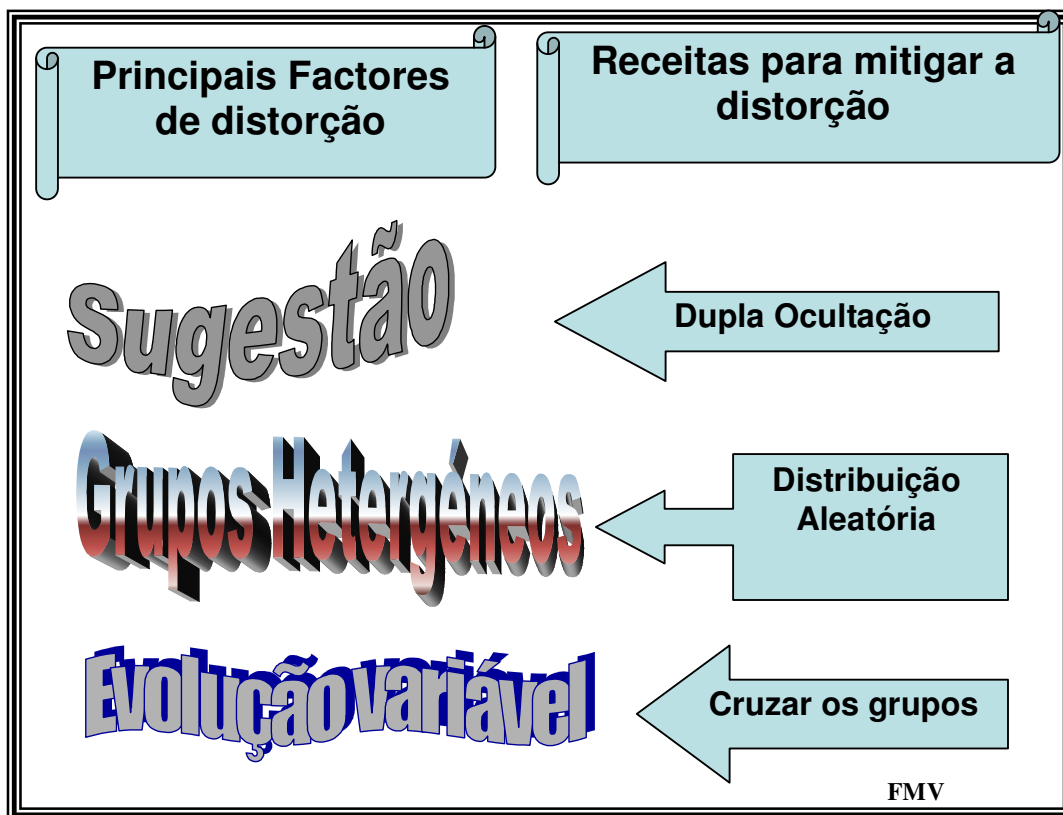 Principais Factores
de distorção
Receitas para mitigar a
distorção
Sugestão
Dupla Ocultação
Grupos Hetergéneos
Distribuição
Aleatória
Evolução variável
Cruzar os grupos
FMV